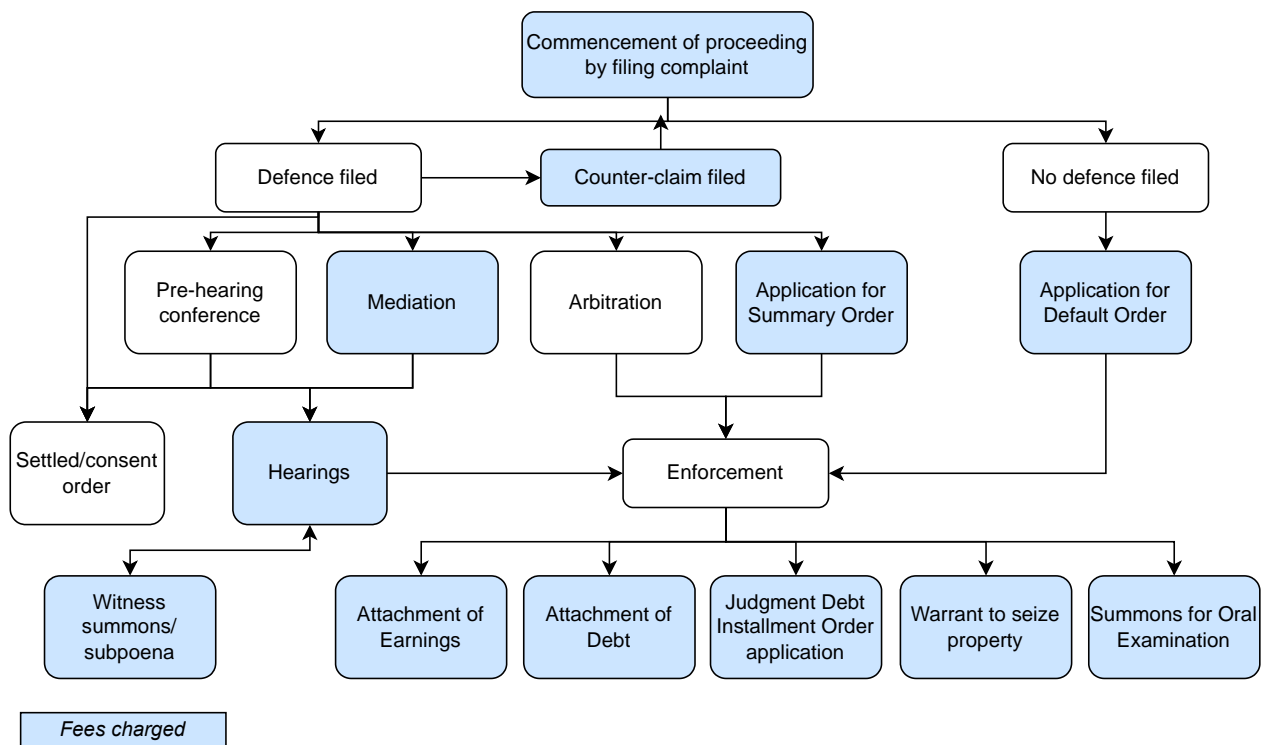 Commencement of proceeding
by filing complaint
Defence filed
Counter-claim filed
No defence filed
Pre-hearing
conference
Mediation
Arbitration
Application for
Summary Order
Application for
Default Order
Settled/consent
order
Hearings
Enforcement
Witness
summons/
subpoena
Attachment of
Earnings
Attachment of
Debt
Judgment Debt
Installment Order
application
Warrant to seize
property
Summons for Oral
Examination
Fees charged